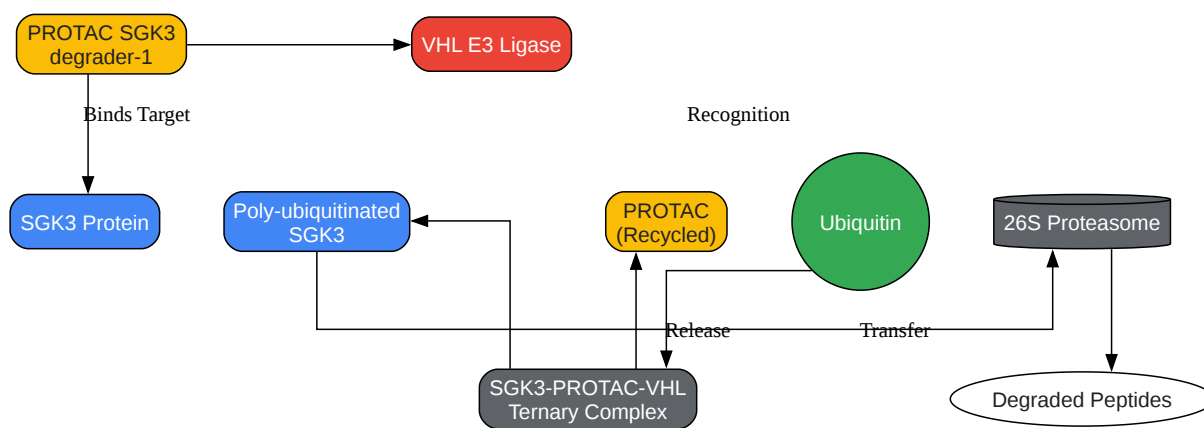 PROTAC SGK3
degrader-1
VHL E3 Ligase
Binds Target
Recognition
SGK3 Protein
Poly-ubiquitinated
SGK3
PROTAC
(Recycled)
Ubiquitin
26S Proteasome
Release
Transfer
SGK3-PROTAC-VHL
Ternary Complex
Degraded Peptides